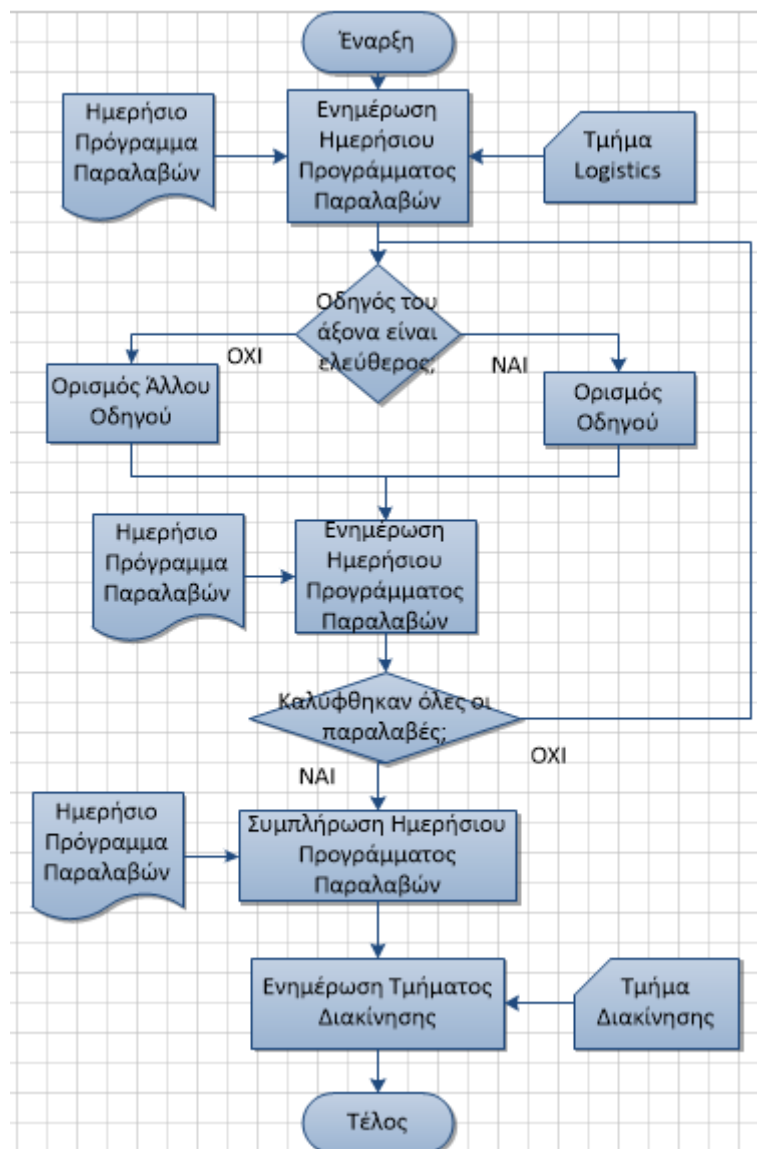 Έναρξη
Ημερήσιο
Πρόγραμμα
Παραλαβών
Ενημέρωση
Ημερήσιου
Προγράμματος
Παραλαβών
Τμήμα
Logistics
Οδηγός του
άξονα είναι
ελεύθερος;
ΟΧΙ
ΝΑΙ
Ορισμός Άλλου
Οδηγού
Ορισμός
Οδηγού
Ημερήσιο
Πρόγραμμα
Παραλαβών
Ενημέρωση
Ημερήσιου
Προγράμματος
Παραλαβών
Καλύφθηκαν όλες οι
παραλαβές;
ΝΑΙ
ΟΧΙ
Ημερήσιο
Πρόγραμμα
Παραλαβών
Συμπλήρωση Ημερήσιου
Προγράμματος
Παραλαβών
Ενημέρωση Τμήματος
Διακίνησης
Τμήμα
Διακίνησης
Τέλος